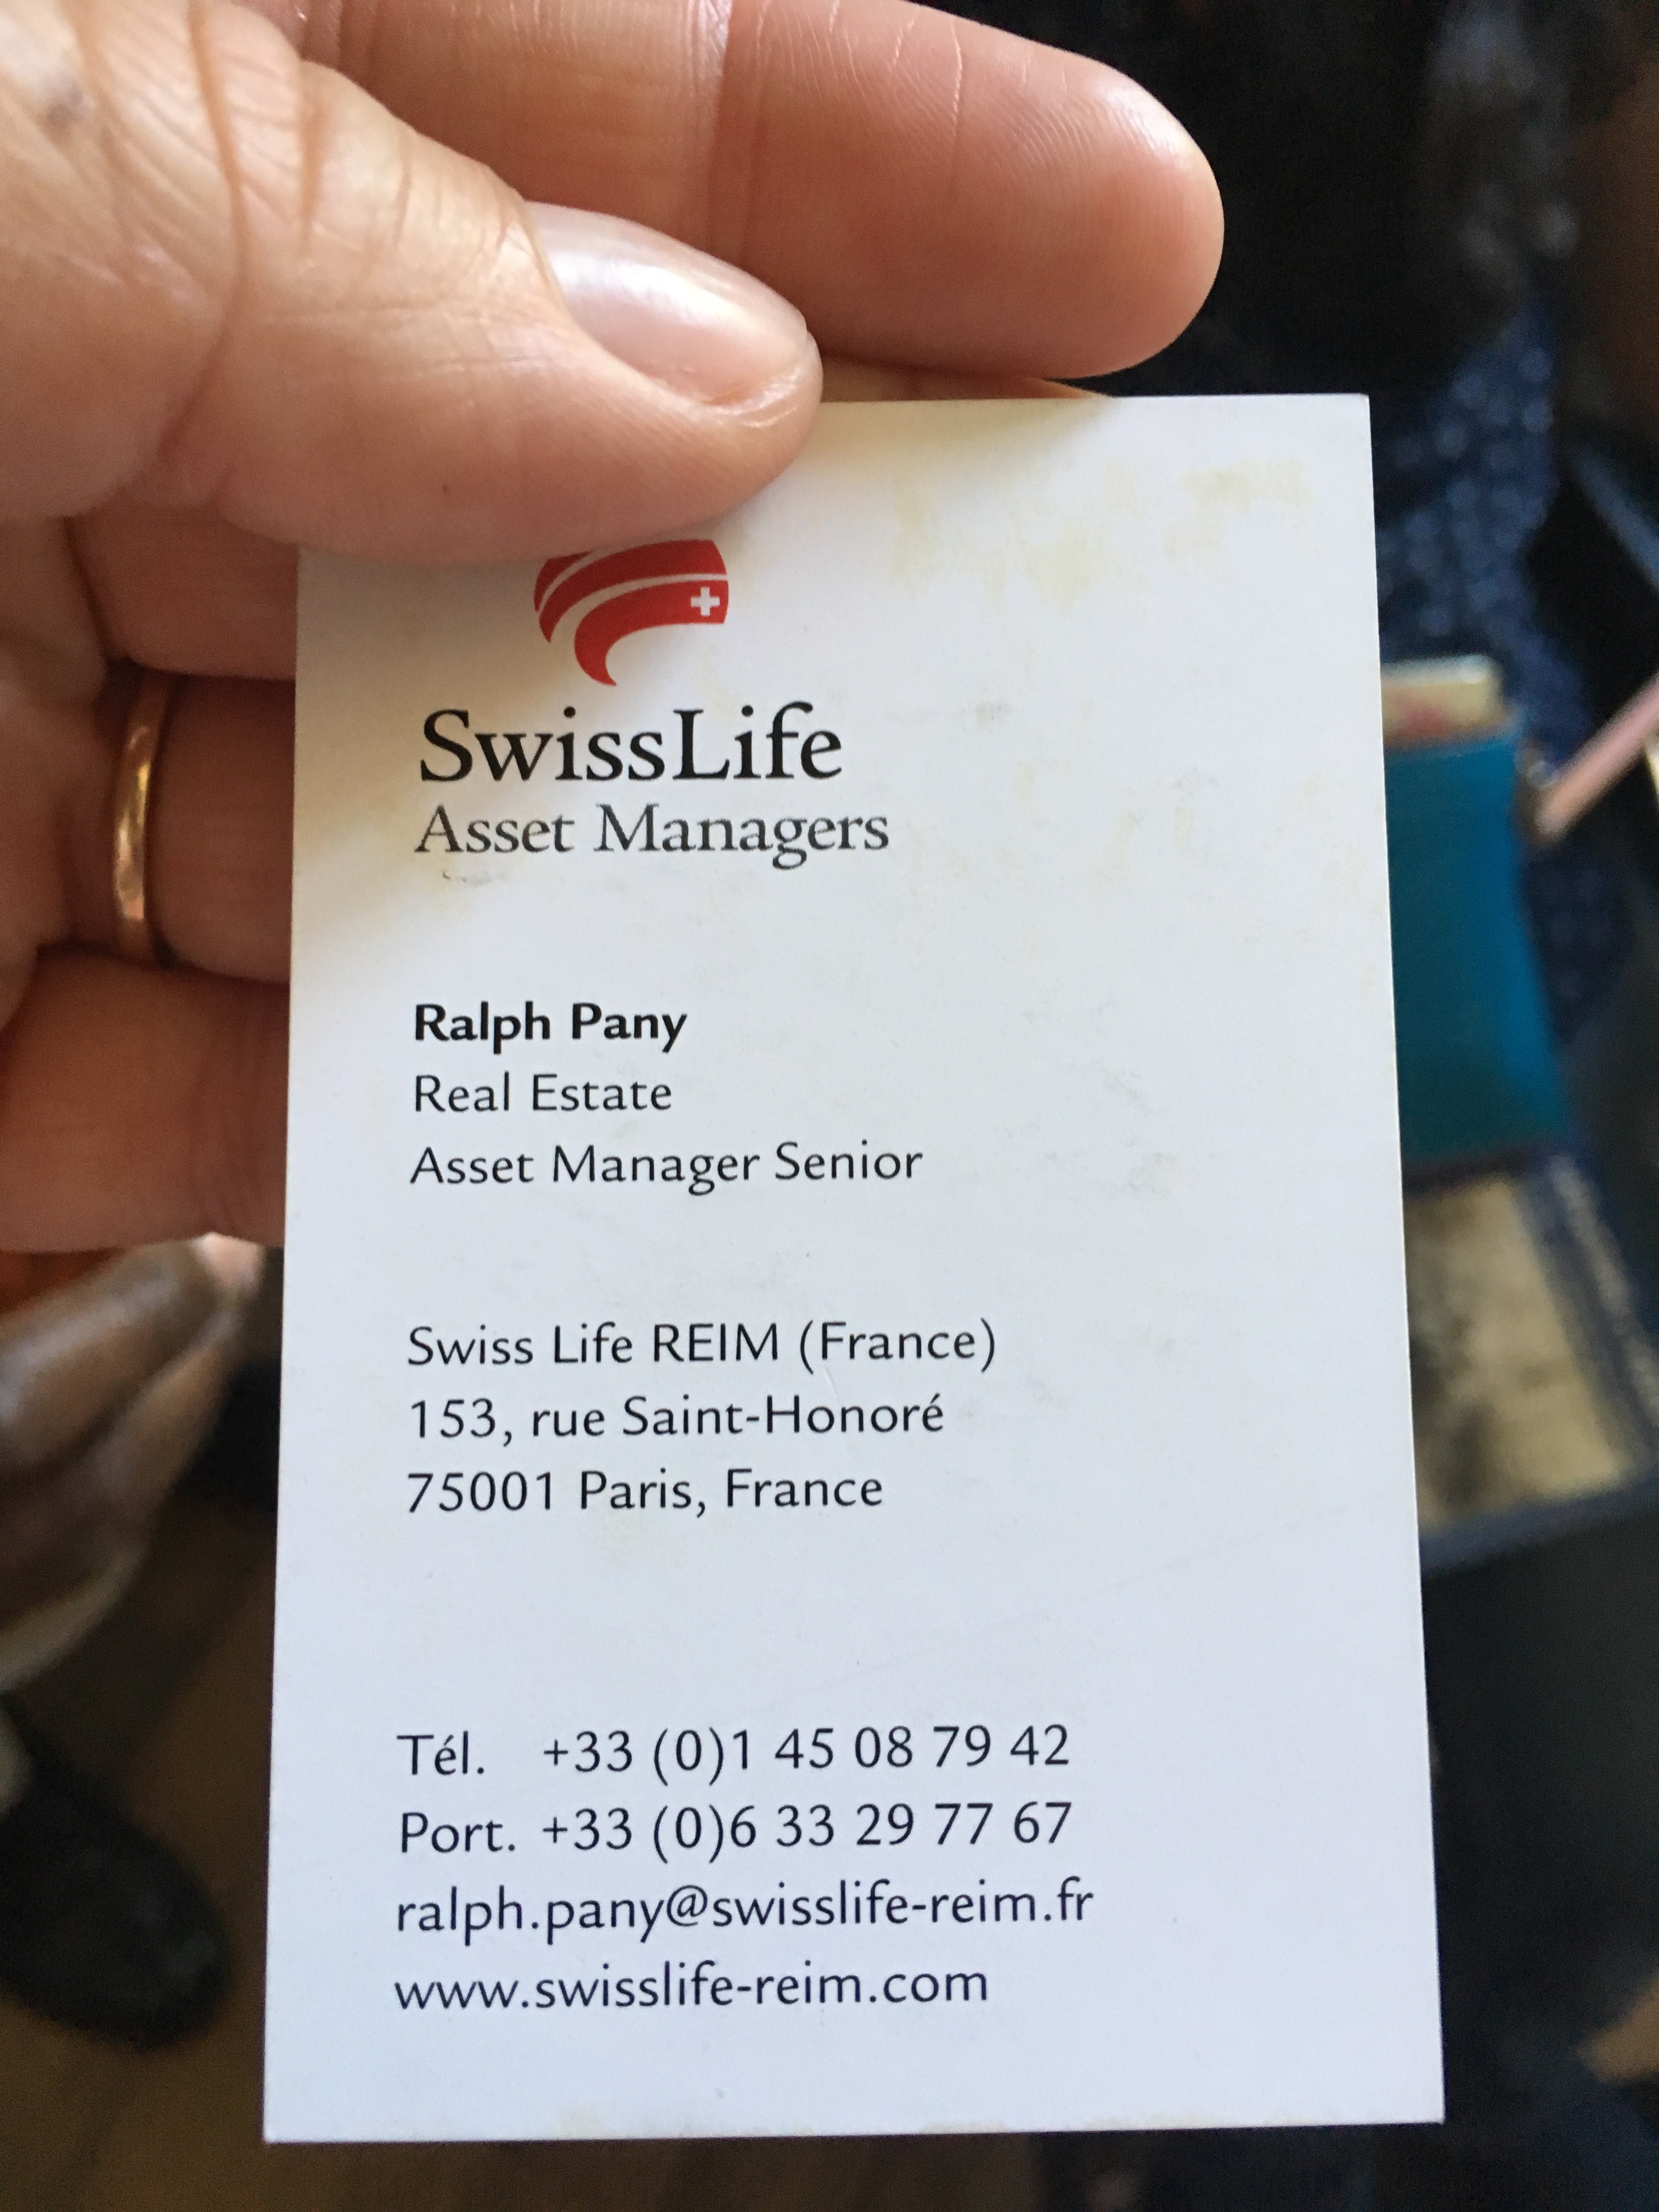 SwissLife
Asset Managers
Ralph Pany
Real Estate
Asset Manager Senior
Swiss Life REIM (France)
153, rue Saint-Honoré
75001 Paris, France
Tél. +33 (0)1 45 08 79 42
Port. +33 (0)6 33 29 77 67
ralph.pany@swisslife-reim.fr
www.swisslife-reim.com